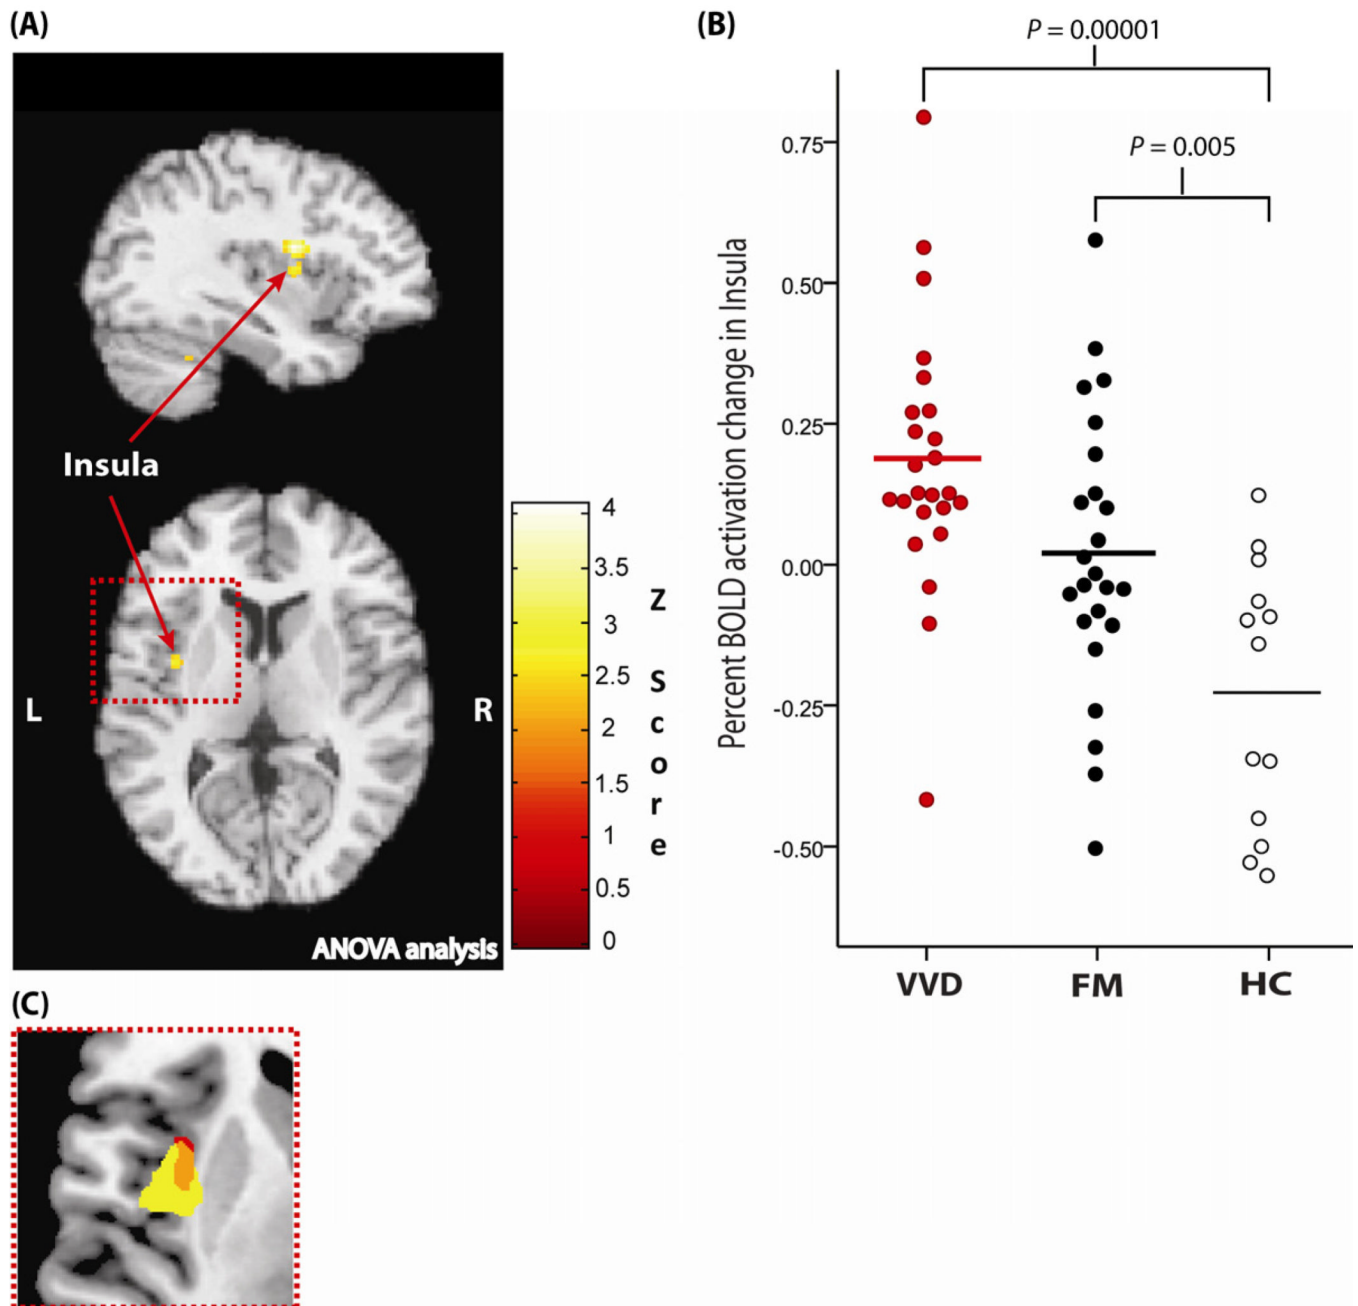 (A)
Insula
L
R
ANOVA analysis
4
3.5
3
2.5
2
1.5
1
0.5
0
Z Score
(B)
P = 0.00001
P = 0.005
Percent BOLD activation change in Insula
0.75
0.50
0.25
0.00
-0.25
-0.50
VVD
FM
HC
(C)